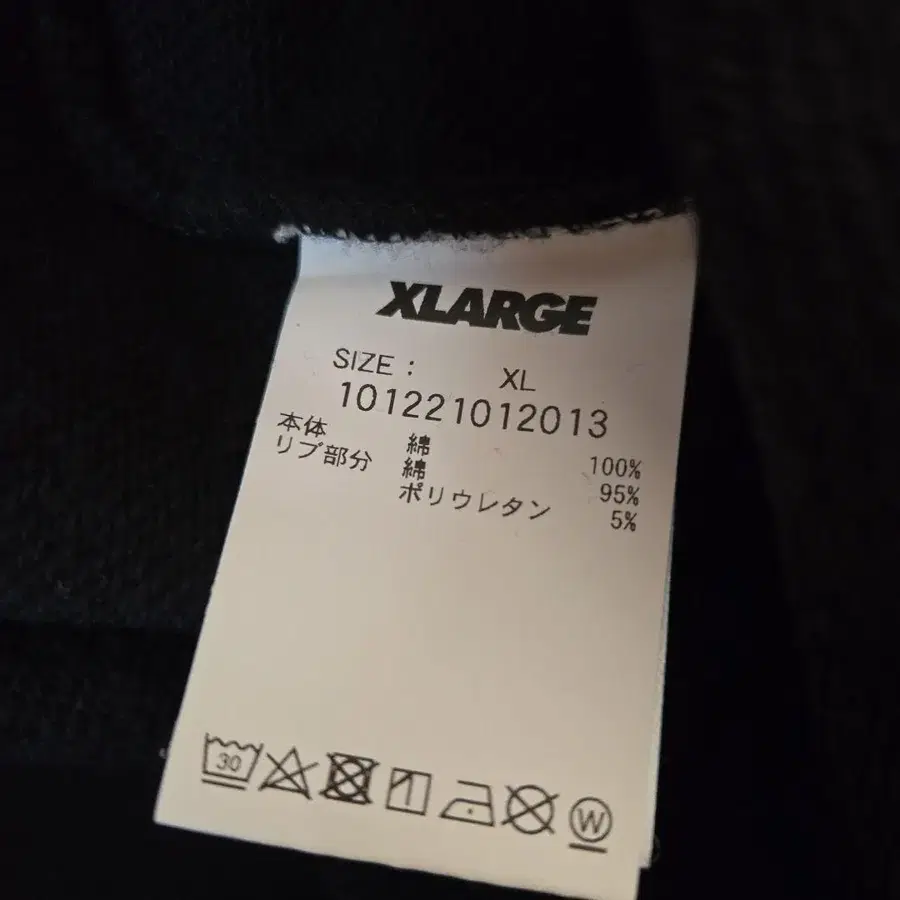 XLARGE
SIZE : XL
101221012013
本体 綿 100%
リブ部分 綿 95%
ポリウレタン 5%
30
W